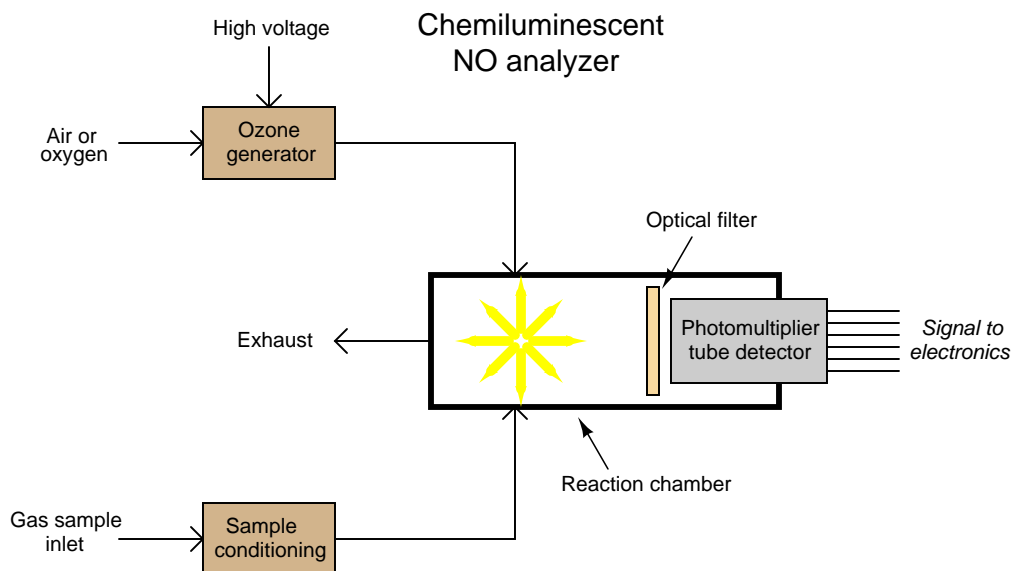 High voltage
Chemiluminescent
NO analyzer
Air or
oxygen
Ozone
generator
Optical filter
Exhaust
Photomultiplier
tube detector
Signal to
electronics
Reaction chamber
Gas sample
inlet
Sample
conditioning